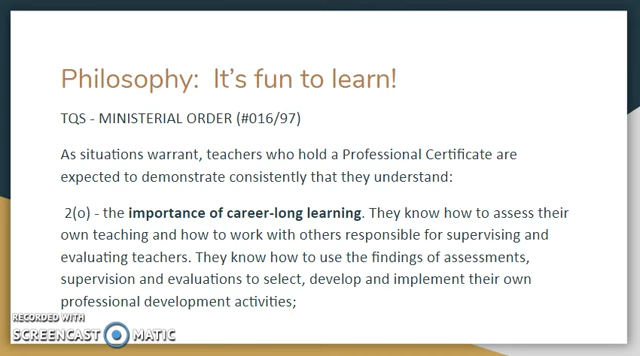 Philosophy:  It's fun to learn!
TQS - MINISTERIAL ORDER (#016/97)
As situations warrant, teachers who hold a Professional Certificate are
expected to demonstrate consistently that they understand:
2(o) - the importance of career-long learning. They know how to assess their
own teaching and how to work with others responsible for supervising and
evaluating teachers. They know how to use the findings of assessments,
supervision and evaluations to select, develop and implement their own
professional development activities;
RECORDED WITH
SCREENCAST MATIC